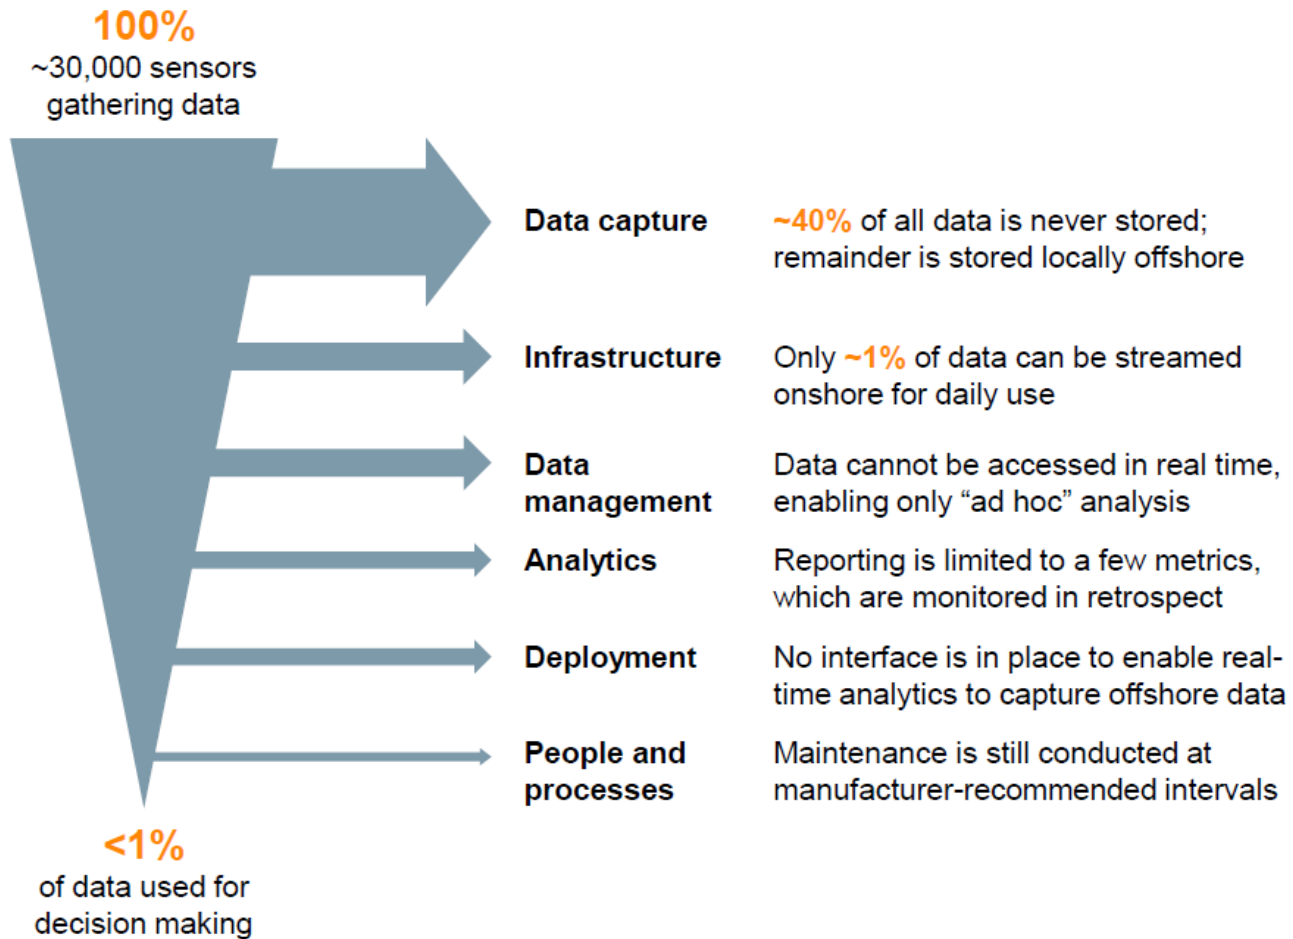 100%
~30,000 sensors
gathering data
Data capture
~40% of all data is never stored;
remainder is stored locally offshore
Infrastructure
Only ~1% of data can be streamed
onshore for daily use
Data
management
Data cannot be accessed in real time,
enabling only “ad hoc” analysis
Analytics
Reporting is limited to a few metrics,
which are monitored in retrospect
Deployment
No interface is in place to enable real-
time analytics to capture offshore data
People and
processes
Maintenance is still conducted at
manufacturer-recommended intervals
<1%
of data used for
decision making